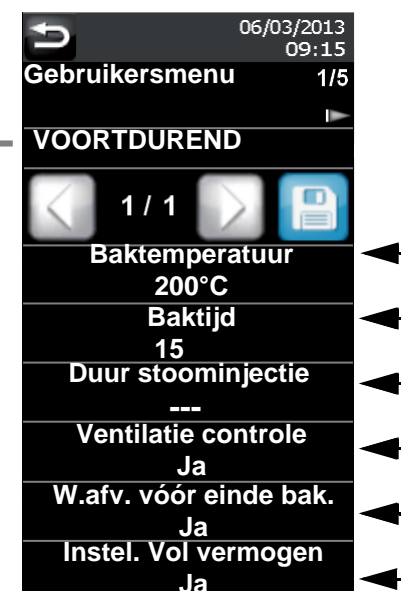 06/03/2013
09:15
Gebruikersmenu 1/5
VOORTDUREND
1 / 1
Baktemperatuur
200°C
Baktijd
15
Duur stoominjectie
---
Ventilatie controle
Ja
W.afv. vóór einde bak.
Ja
Instel. Vol vermogen
Ja